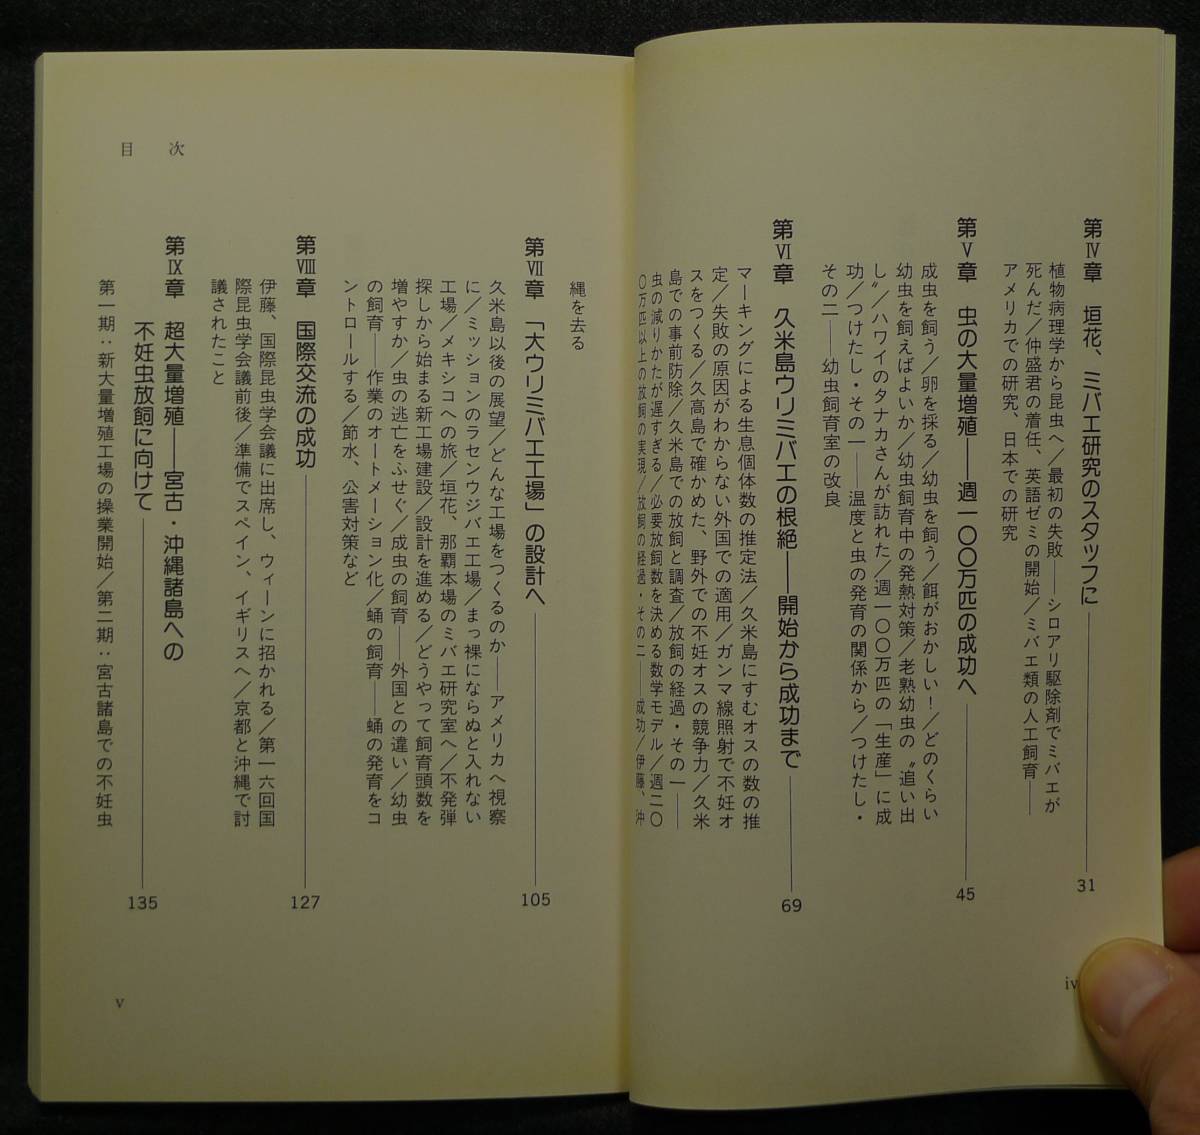 第Ⅳ章 垣花、ミバエ研究のスタッフに 31
植物病理学から昆虫へ/最初の失敗――シロアリ駆除剤でミバエが
死んだ/仲盛君の着任、英語ゼミの開始/ミバエ類の人工飼育――
アメリカでの研究、日本での研究
第Ⅴ章 虫の大量増殖――週一〇〇万匹の成功へ 45
成虫を飼う/卵を採る/幼虫を飼う/餌がおかしい!/どのくらい
幼虫を飼えばよいか/幼虫飼育中の発熱対策/老熟幼虫の〝追い出
し〟/ハワイのタナカさんが訪れた/週一〇〇万匹の「生産」に成
功/つけたし・その一――温度と虫の発育の関係から/つけたし・
その二――幼虫飼育室の改良
第Ⅵ章 久米島ウリミバエの根絶――開始から成功まで 69
マーキングによる生息個体数の推定法/久米島にすむオスの数の推
定/失敗の原因がわからない外国での適用/ガンマ線照射で不妊オ
スをつくる/久高島で確かめた、野外での不妊オスの競争力/久米
島での事前防除/久米島での放飼と調査/放飼の経過・その一――
虫の減りかたが遅すぎる/必要放飼数を決める数学モデル/週二〇
〇万匹以上の放飼の実現/放飼の経過・その二――成功/伊藤、沖
iv
目次
縄を去る
第Ⅶ章 「大ウリミバエ工場」の設計へ 105
久米島以後の展望/どんな工場をつくるのか――アメリカへ視察
に/ミッションのラセンウジバエ工場/まっ裸にならぬと入れない
工場/メキシコへの旅/垣花、那覇本場のミバエ研究室へ/不発弾
探しから始まる新工場建設/設計を進める/どうやって飼育頭数を
増やすか/虫の逃亡をふせぐ/成虫の飼育――外国との違い/幼虫
の飼育――作業のオートメーション化/蛹の飼育――蛹の発育をコ
ントロールする/節水、公害対策など
第Ⅷ章 国際交流の成功 127
伊藤、国際昆虫学会議に出席し、ウィーンに招かれる/第一六回国
際昆虫学会議前後/準備でスペイン、イギリスへ/京都と沖縄で討
議されたこと
第Ⅸ章 超大量増殖――宮古・沖縄諸島への
不妊虫放飼に向けて 135
第一期：新大量増殖工場の操業開始/第二期：宮古諸島での不妊虫
v